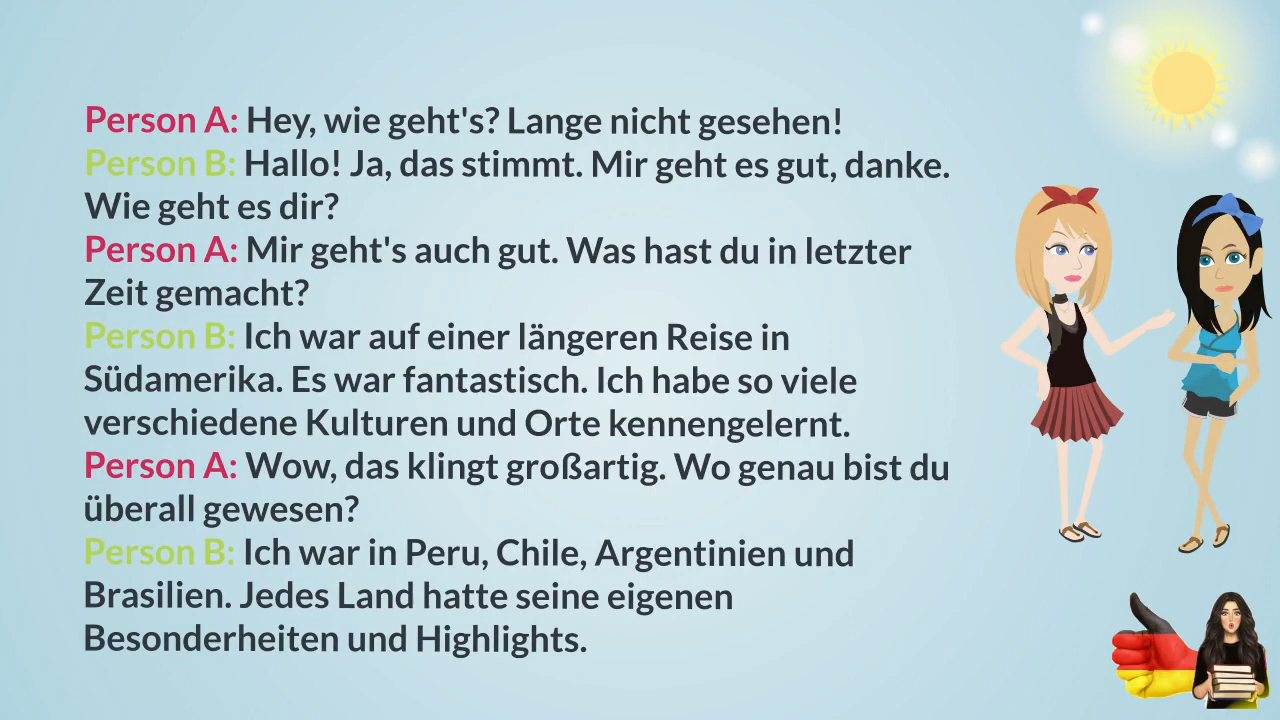 Person A: Hey, wie geht's? Lange nicht gesehen!
Person B: Hallo! Ja, das stimmt. Mir geht es gut, danke.
Wie geht es dir?
Person A: Mir geht's auch gut. Was hast du in letzter
Zeit gemacht?
Person B: Ich war auf einer längeren Reise in
Südamerika. Es war fantastisch. Ich habe so viele
verschiedene Kulturen und Orte kennengelernt.
Person A: Wow, das klingt großartig. Wo genau bist du
überall gewesen?
Person B: Ich war in Peru, Chile, Argentinien und
Brasilien. Jedes Land hatte seine eigenen
Besonderheiten und Highlights.